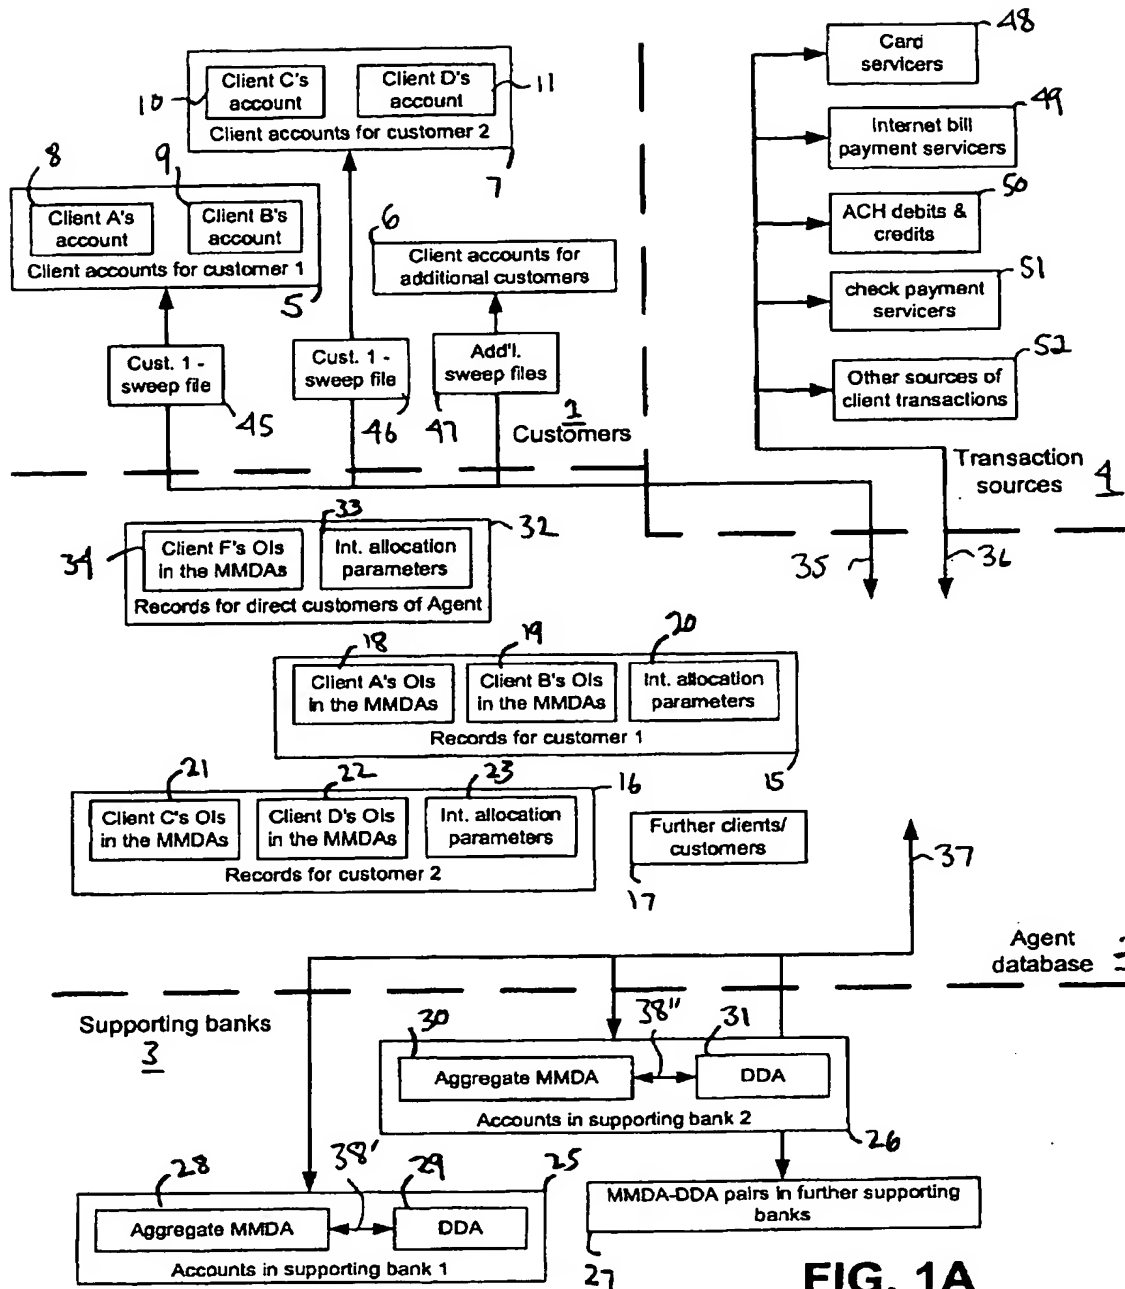 48
Card
servicers
10
Client C's
account
Client D's
account
11
Client accounts for customer 2
7
49
Internet bill
payment servicers
8
9
Client A's
account
Client B's
account
Client accounts for customer 1
5
6
Client accounts for
additional customers
50
ACH debits &
credits
51
check payment
servicers
52
Other sources of
client transactions
Cust. 1 -
sweep file
45
Cust. 1 -
sweep file
46
Add'l.
sweep files
47
1
Customers
Transaction
sources
4
33
32
34
Client F's OIs
in the MMDAs
Int. allocation
parameters
Records for direct customers of Agent
35
36
18
19
20
Client A's OIs
in the MMDAs
Client B's OIs
in the MMDAs
Int. allocation
parameters
Records for customer 1
15
21
22
23
16
Client C's OIs
in the MMDAs
Client D's OIs
in the MMDAs
Int. allocation
parameters
Records for customer 2
Further clients/
customers
17
37
Agent
database
Supporting banks
3
30
38"
31
Aggregate MMDA
DDA
Accounts in supporting bank 2
26
28
38'
29
25
Aggregate MMDA
DDA
Accounts in supporting bank 1
MMDA-DDA pairs in further supporting
banks
27
FIG. 1A